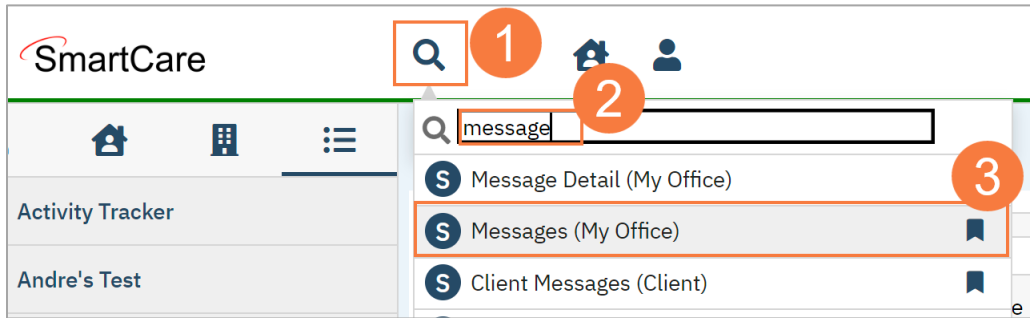 SmartCare
1
2
message
S Message Detail (My Office)
3
Activity Tracker
S Messages (My Office)
Andre's Test
S Client Messages (Client)
e